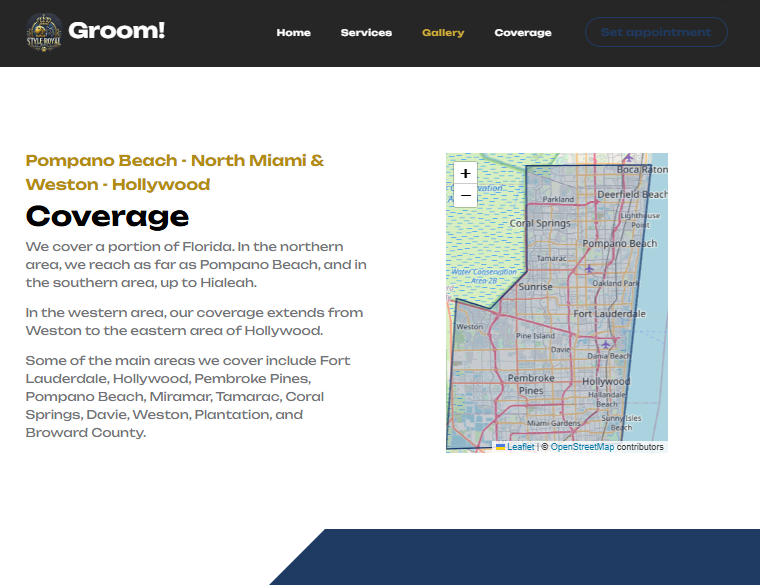 STYLE ROYAL
Groom!
Home
Services
Gallery
Coverage
Set appointment
Pompano Beach - North Miami &
Weston - Hollywood
Coverage
We cover a portion of Florida. In the northern
area, we reach as far as Pompano Beach, and in
the southern area, up to Hialeah.
In the western area, our coverage extends from
Weston to the eastern area of Hollywood.
Some of the main areas we cover include Fort
Lauderdale, Hollywood, Pembroke Pines,
Pompano Beach, Miramar, Tamarac, Coral
Springs, Davie, Weston, Plantation, and
Broward County.
+
−
Boca Raton
Parkland
Deerfield Beach
Lighthouse
Point
Coral Springs
Pompano Beach
Tamarac
Water Conservation
Area 2B
Sunrise
Oakland Park
Fort Lauderdale
Weston
Pine Island
Davie
Dania Beach
Pembroke
Pines
Hollywood
Hallandale
Beach
Sunny Isles
Beach
Miami Gardens
Leaflet | © OpenStreetMap contributors